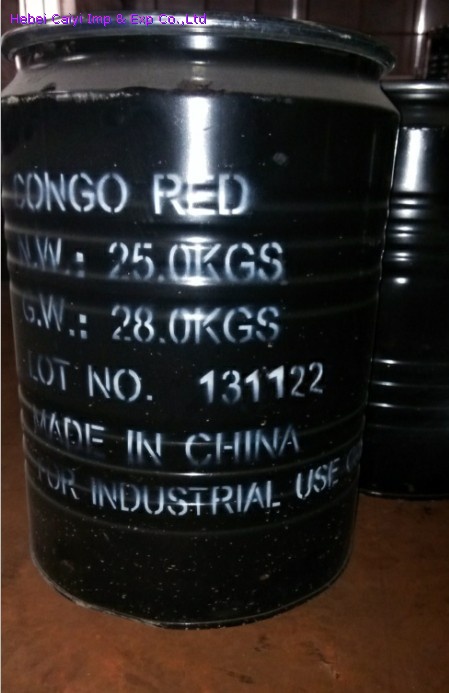 Hebei Caiyi Imp & Exp Co.,Ltd
CONGO RED
N.W.: 25.0KGS
G.W.: 28.0KGS
LOT NO. 131122
MADE IN CHINA
FOR INDUSTRIAL USE